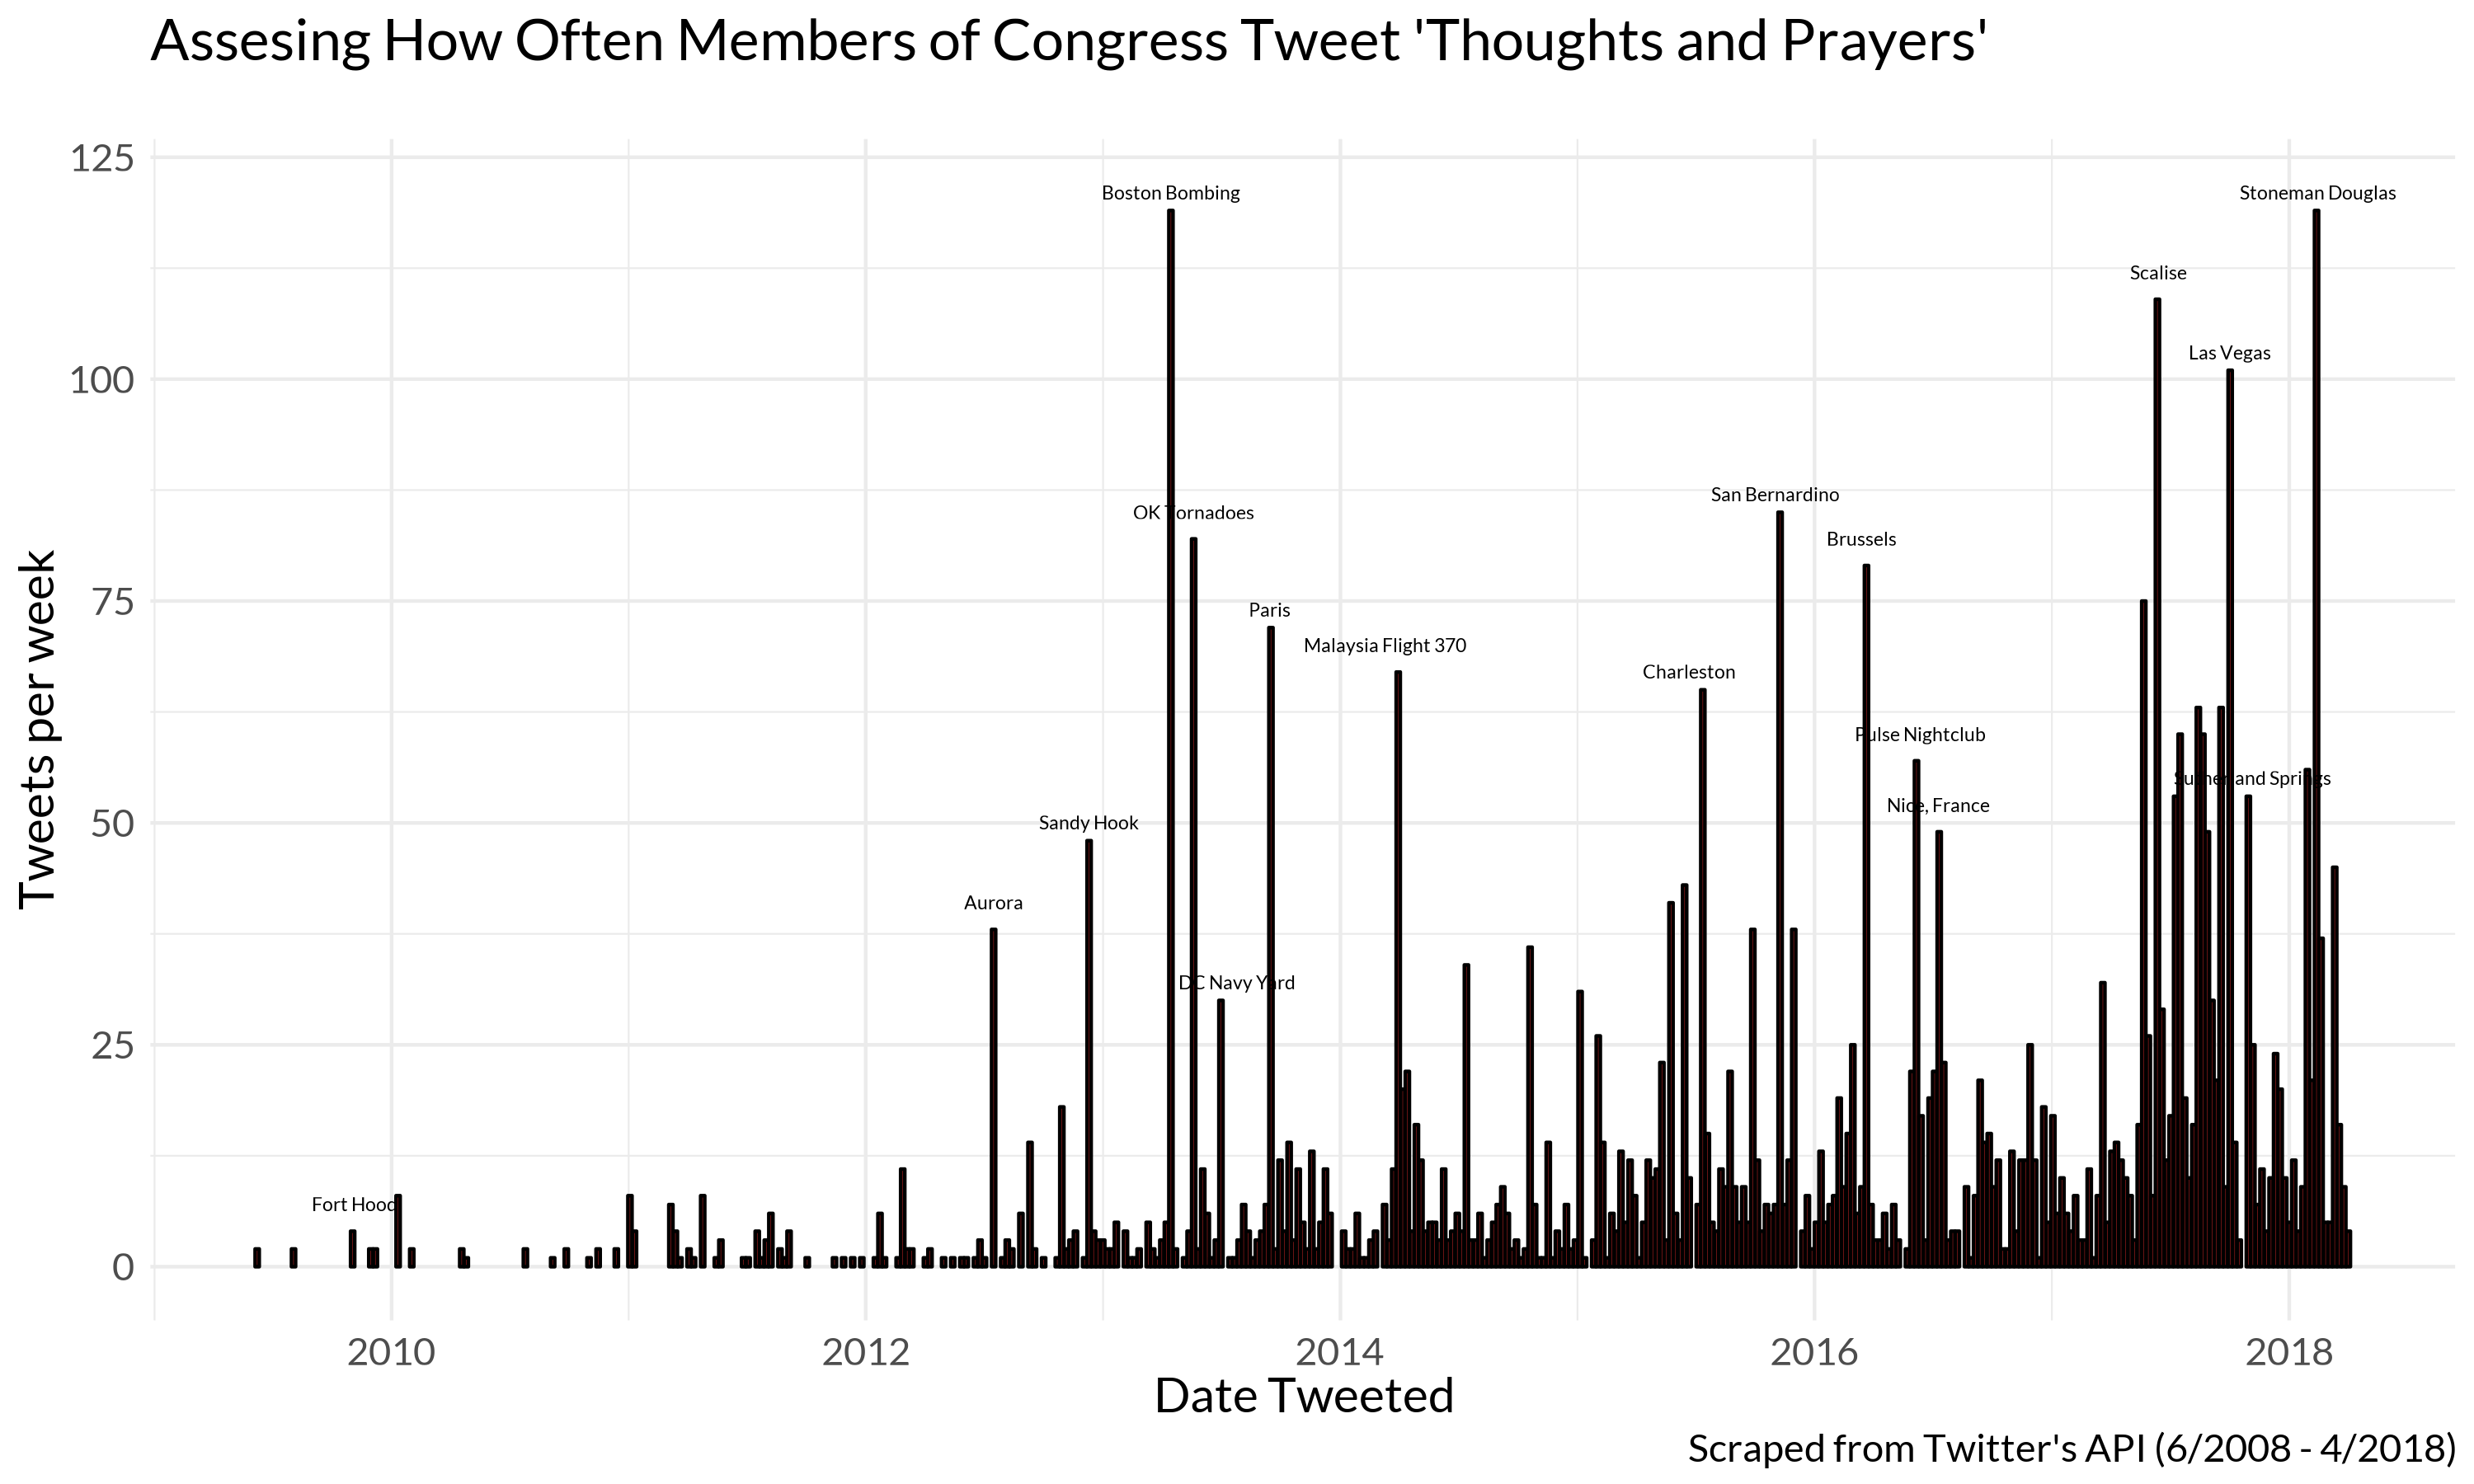 Assesing How Often Members of Congress Tweet 'Thoughts and Prayers'
125
100
75
50
25
0
Tweets per week
Boston Bombing
Stoneman Douglas
Scalise
Las Vegas
San Bernardino
OK Tornadoes
Brussels
Paris
Malaysia Flight 370
Charleston
Pulse Nightclub
Sutherland Springs
Nice, France
Sandy Hook
Aurora
DC Navy Yard
Fort Hood
2010
2012
2014
2016
2018
Date Tweeted
Scraped from Twitter's API (6/2008 - 4/2018)